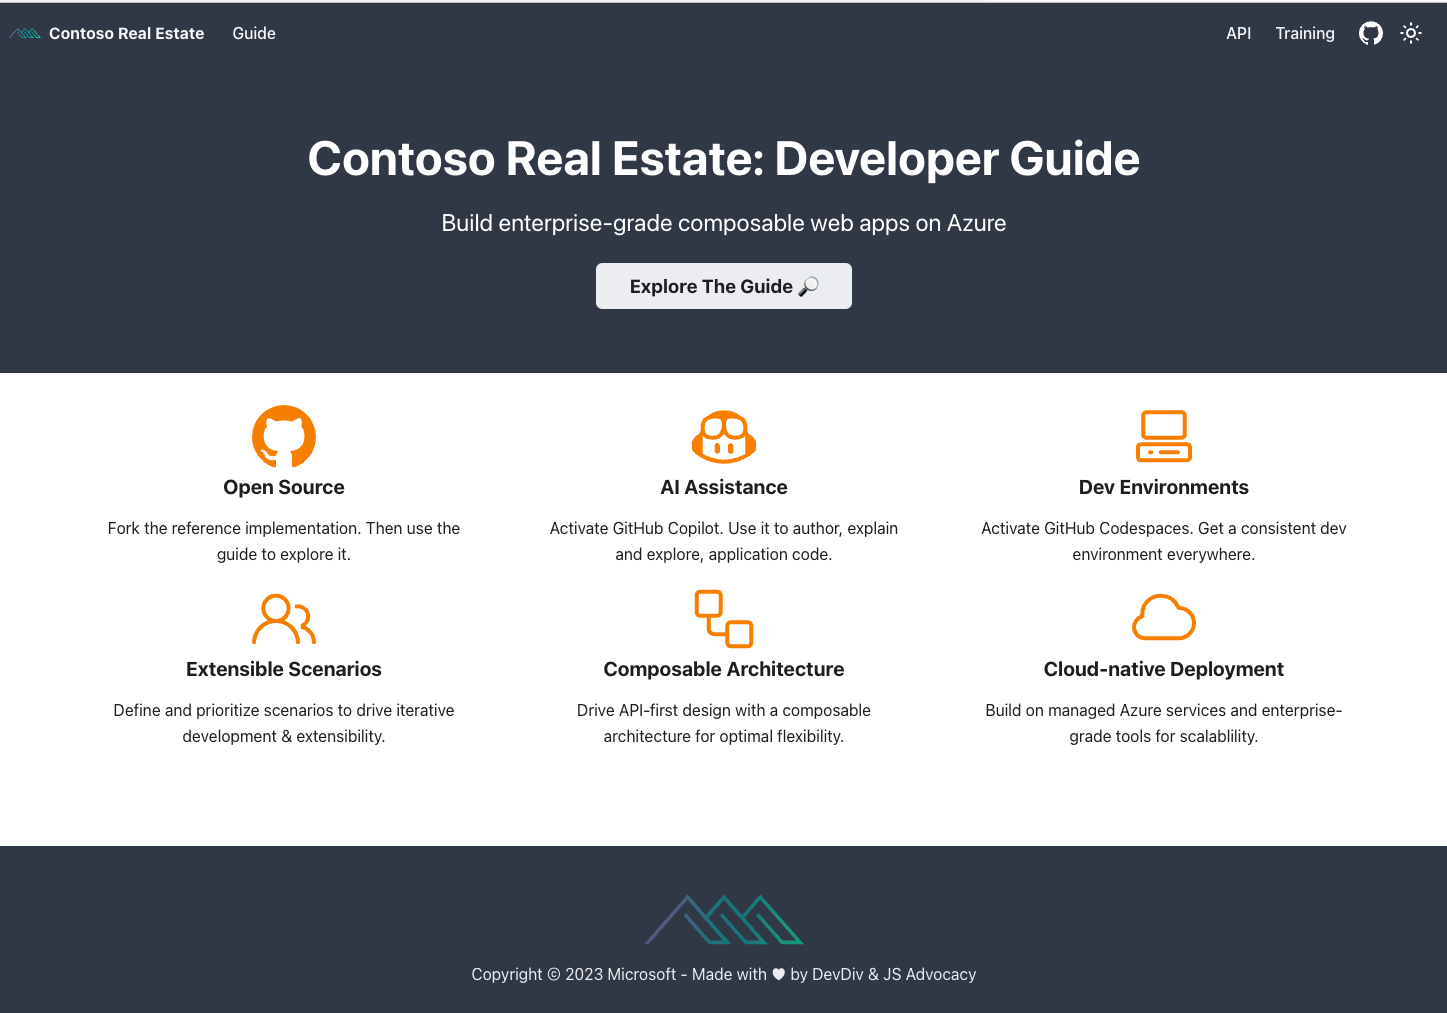 Contoso Real Estate Guide API Training
Contoso Real Estate: Developer Guide
Build enterprise-grade composable web apps on Azure
Explore The Guide 🔎
Open Source
Fork the reference implementation. Then use the
guide to explore it.
AI Assistance
Activate GitHub Copilot. Use it to author, explain
and explore, application code.
Dev Environments
Activate GitHub Codespaces. Get a consistent dev
environment everywhere.
Extensible Scenarios
Define and prioritize scenarios to drive iterative
development & extensibility.
Composable Architecture
Drive API-first design with a composable
architecture for optimal flexibility.
Cloud-native Deployment
Build on managed Azure services and enterprise-
grade tools for scalablility.
Copyright © 2023 Microsoft - Made with ♥ by DevDiv & JS Advocacy